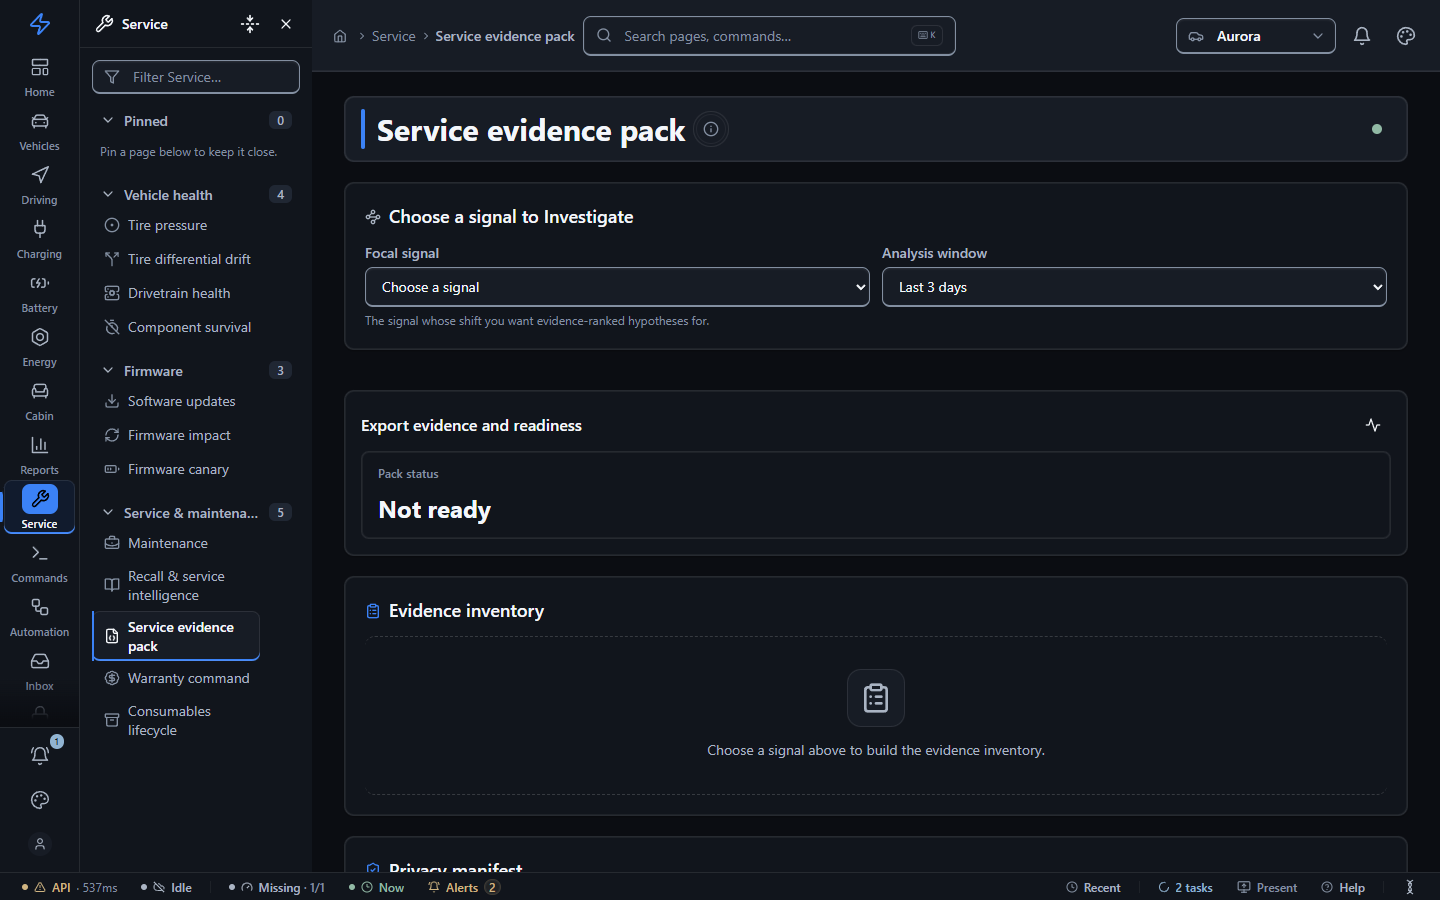 Home
Vehicles
Driving
Charging
Battery
Energy
Cabin
Reports
Service
Commands
Automation
Inbox
1
Service
Filter Service...
Pinned 0
Pin a page below to keep it close.
Vehicle health 4
Tire pressure
Tire differential drift
Drivetrain health
Component survival
Firmware 3
Software updates
Firmware impact
Firmware canary
Service & maintena... 5
Maintenance
Recall & service
intelligence
Service evidence
pack
Warranty command
Consumables
lifecycle
Service Service evidence pack
Search pages, commands... K
Aurora
Service evidence pack
Choose a signal to Investigate
Focal signal
Choose a signal
The signal whose shift you want evidence-ranked hypotheses for.
Analysis window
Last 3 days
Export evidence and readiness
Pack status
Not ready
Evidence inventory
Choose a signal above to build the evidence inventory.
Privacy manifest
API · 537ms Idle Missing · 1/1 Now Alerts 2 Recent 2 tasks Present Help